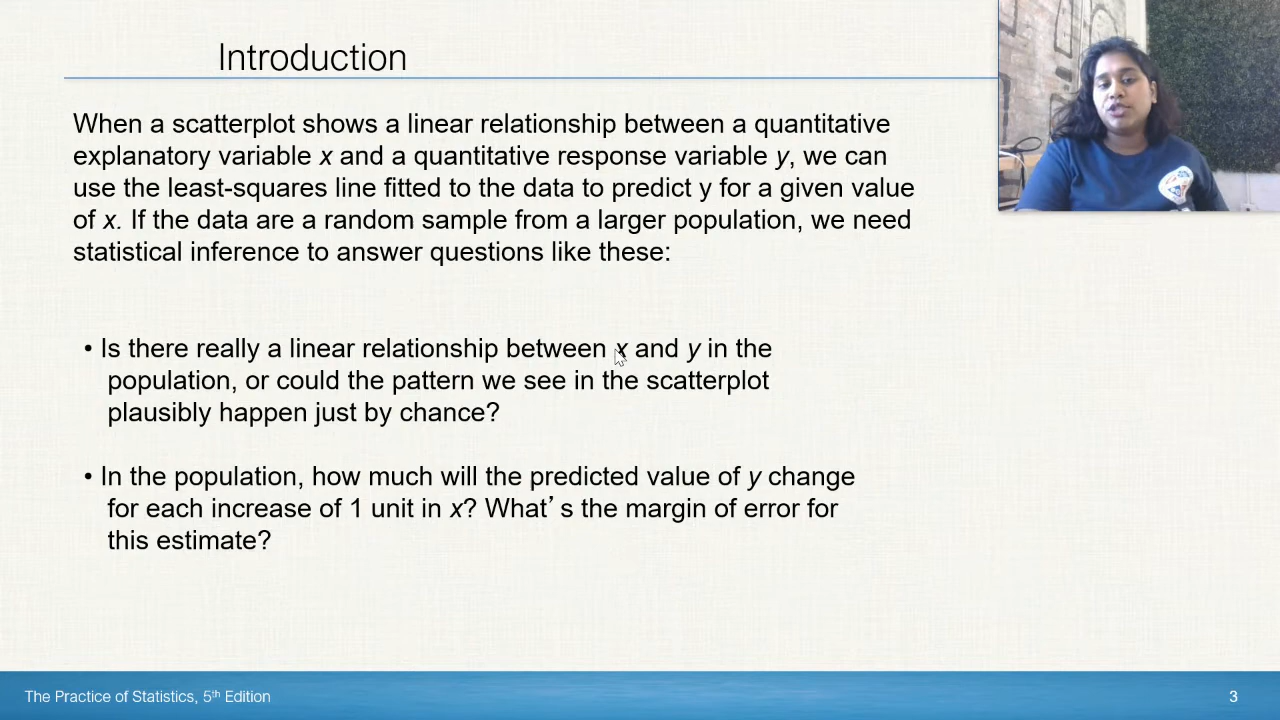 Introduction
When a scatterplot shows a linear relationship between a quantitative
explanatory variable x and a quantitative response variable y, we can
use the least-squares line fitted to the data to predict y for a given value
of x. If the data are a random sample from a larger population, we need
statistical inference to answer questions like these:
• Is there really a linear relationship between x and y in the
population, or could the pattern we see in the scatterplot
plausibly happen just by chance?
• In the population, how much will the predicted value of y change
for each increase of 1 unit in x? What’s the margin of error for
this estimate?
The Practice of Statistics, 5th Edition
3